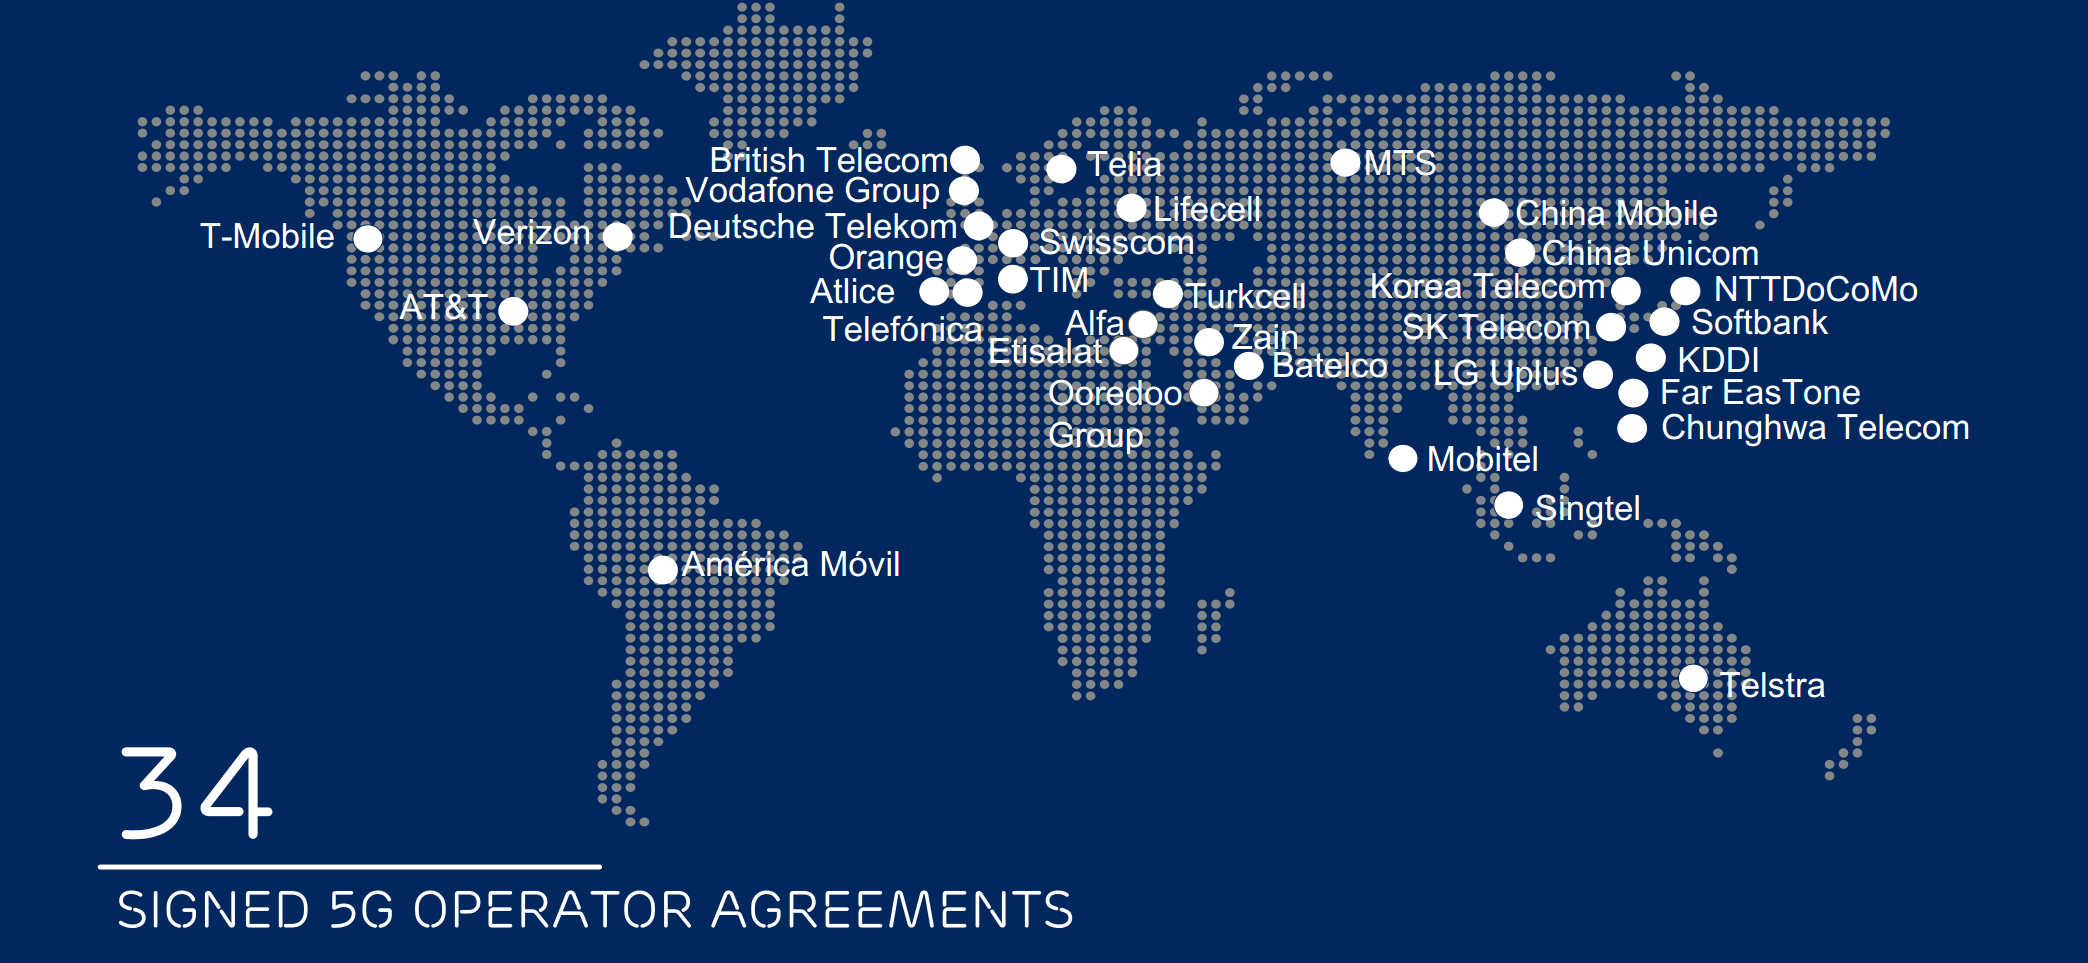 British Telecom
Telia
MTS
Vodafone Group
Lifecell
China Mobile
T-Mobile
Verizon
Deutsche Telekom
Swisscom
China Unicom
Orange
TIM
Korea Telecom
NTTDoCoMo
Atlice
Turkcell
AT&T
Telefónica
Alfa
Zain
SK Telecom
Softbank
Etisalat
Batelco
LG Uplus
KDDI
Ooredoo
Group
Far EasTone
Chunghwa Telecom
Mobitel
Singtel
América Móvil
Telstra
34
SIGNED 5G OPERATOR AGREEMENTS